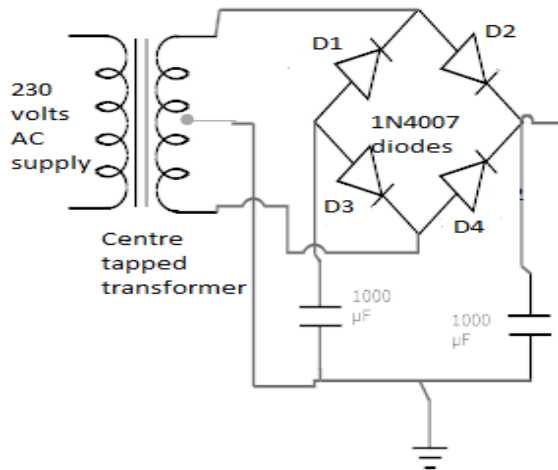 D1
D2
230
volts
AC
supply
1N4007
diodes
D3
D4
Centre
tapped
transformer
1000
µF
1000
µF